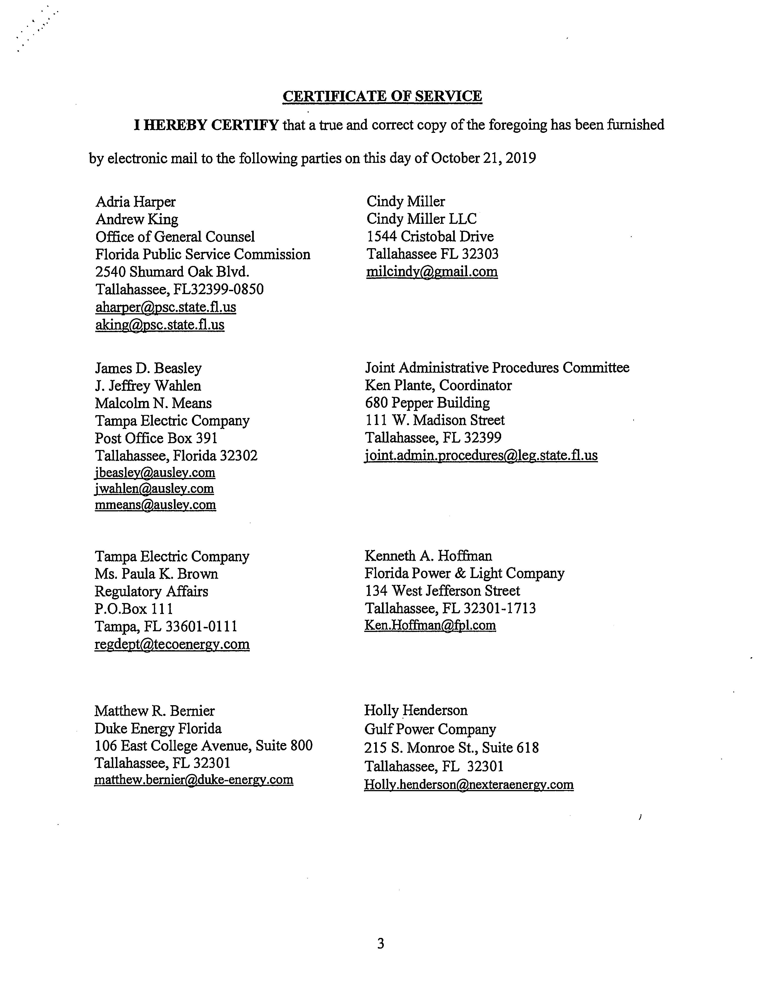 CERTIFICATE OF SERVICE
I HEREBY CERTIFY that a true and correct copy of the foregoing has been furnished
by electronic mail to the following parties on this day of October 21, 2019
Adria Harper
Andrew King
Office of General Counsel
Florida Public Service Commission
2540 Shumard Oak Blvd.
Tallahassee, FL32399-0850
aharper@psc.state.fl.us
aking@psc.state.fl.us
Cindy Miller
Cindy Miller LLC
1544 Cristobal Drive
Tallahassee FL 32303
milcindy@gmail.com
James D. Beasley
J. Jeffrey Wahlen
Malcolm N. Means
Tampa Electric Company
Post Office Box 391
Tallahassee, Florida 32302
jbeasley@ausley.com
jwahlen@ausley.com
mmeans@ausley.com
Joint Administrative Procedures Committee
Ken Plante, Coordinator
680 Pepper Building
111 W. Madison Street
Tallahassee, FL 32399
joint.admin.procedures@leg.state.fl.us
Tampa Electric Company
Ms. Paula K. Brown
Regulatory Affairs
P.O.Box 111
Tampa, FL 33601-0111
regdept@tecoenergy.com
Kenneth A. Hoffman
Florida Power & Light Company
134 West Jefferson Street
Tallahassee, FL 32301-1713
Ken.Hoffman@fpl.com
Matthew R. Bernier
Duke Energy Florida
106 East College Avenue, Suite 800
Tallahassee, FL 32301
matthew.bernier@duke-energy.com
Holly Henderson
Gulf Power Company
215 S. Monroe St., Suite 618
Tallahassee, FL 32301
Holly.henderson@nexteraenergy.com
3